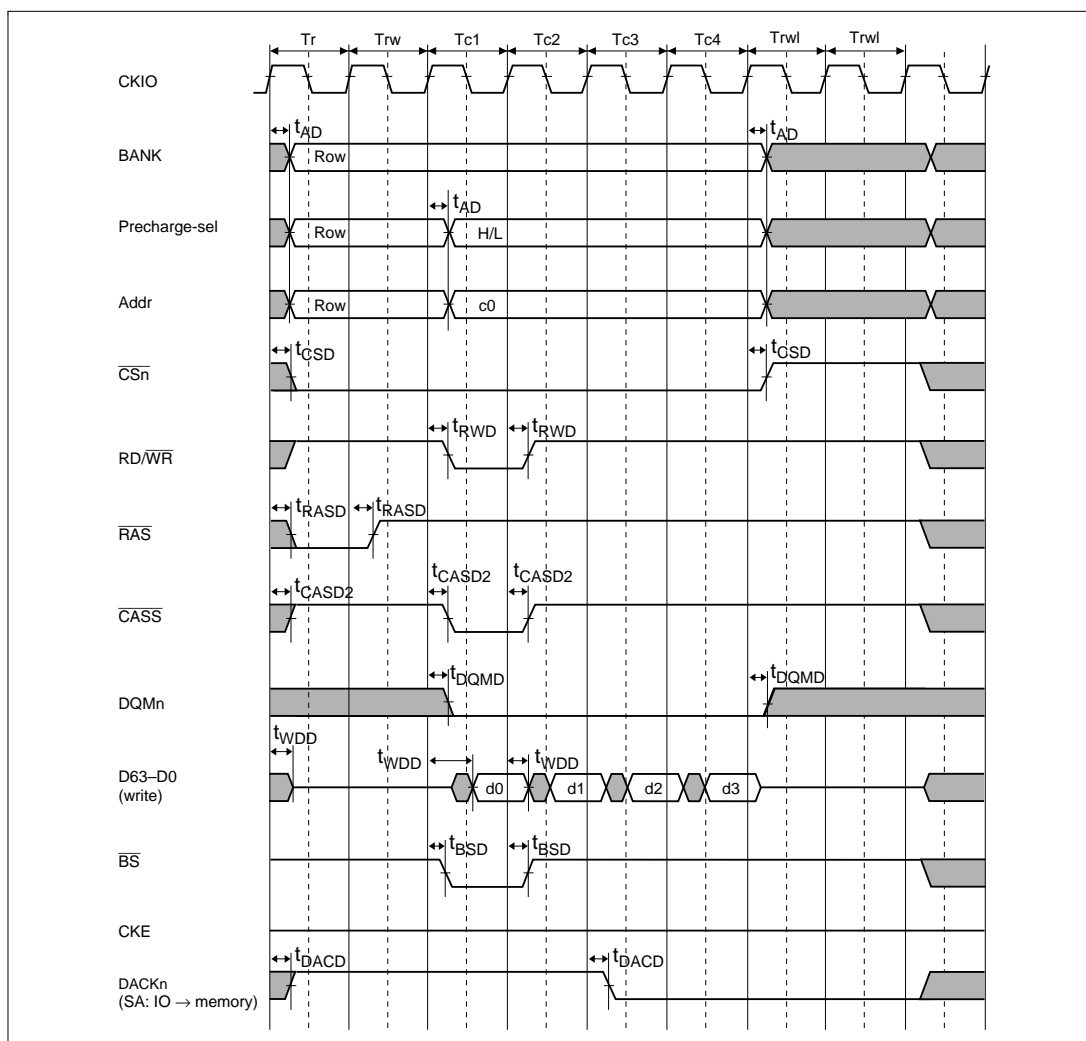 Tr Trw Tc1 Tc2 Tc3 Tc4 Trwl Trwl
CKIO
tAD tAD
BANK Row
tAD
Precharge-sel Row H/L
Addr Row c0
tCSD tCSD
CSn
tRWD tRWD
RD/WR
tRASD tRASD
RAS
tCASD2 tCASD2 tCASD2
CASS
tDQMD tDQMD
DQMn
tWDD tWDD tWDD
D63–D0
(write)
d0 d1 d2 d3
tBSD tBSD
BS
CKE
tDACD tDACD
DACKn
(SA: IO → memory)